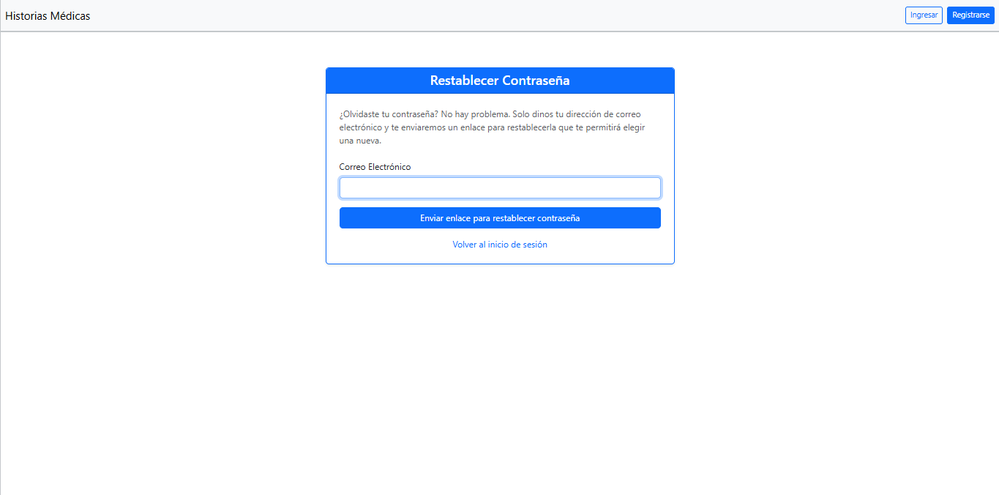 Historias Médicas
Ingresar
Registrarse
Restablecer Contraseña
¿Olvidaste tu contraseña? No hay problema. Solo dinos tu dirección de correo
electrónico y te enviaremos un enlace para restablecerla que te permitirá elegir
una nueva.
Correo Electrónico
Enviar enlace para restablecer contraseña
Volver al inicio de sesión